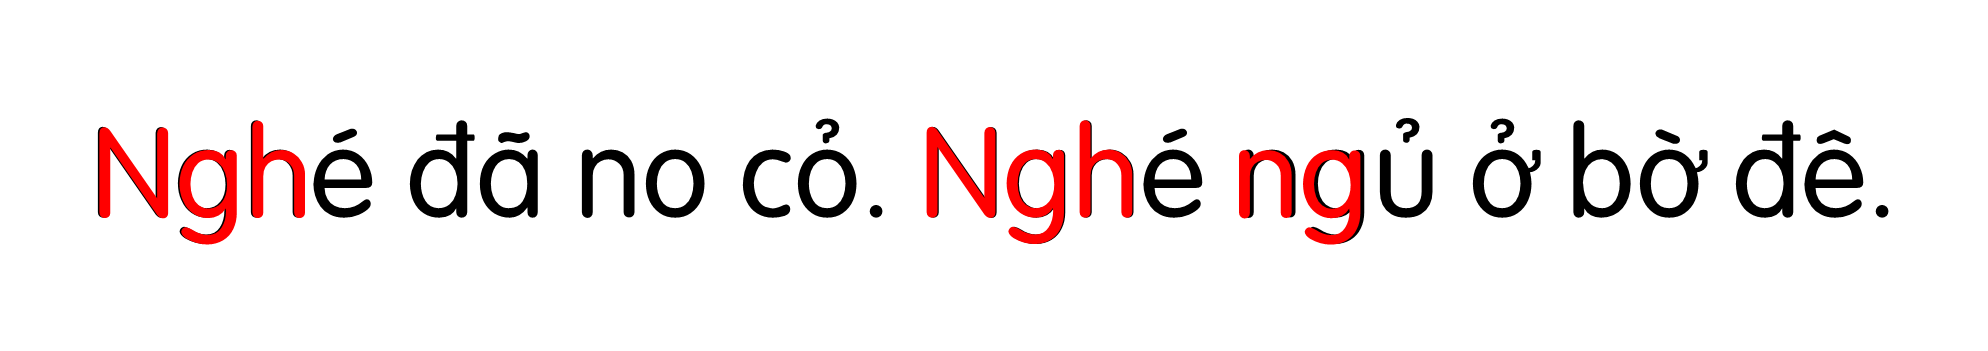 Nghé đã no cỏ. Nghé ngủ ở bờ đê.